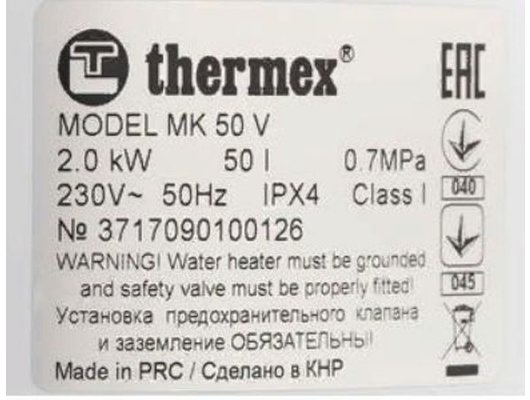 thermex®
EAC
MODEL MK 50 V
2.0 kW 50 l 0.7MPa
230V~ 50Hz IPX4 Class I
040
№ 3717090100126
WARNING! Water heater must be grounded
and safety valve must be properly fitted!
045
Установка предохранительного клапана
и заземление ОБЯЗАТЕЛЬНЫ!
Made in PRC / Сделано в КНР